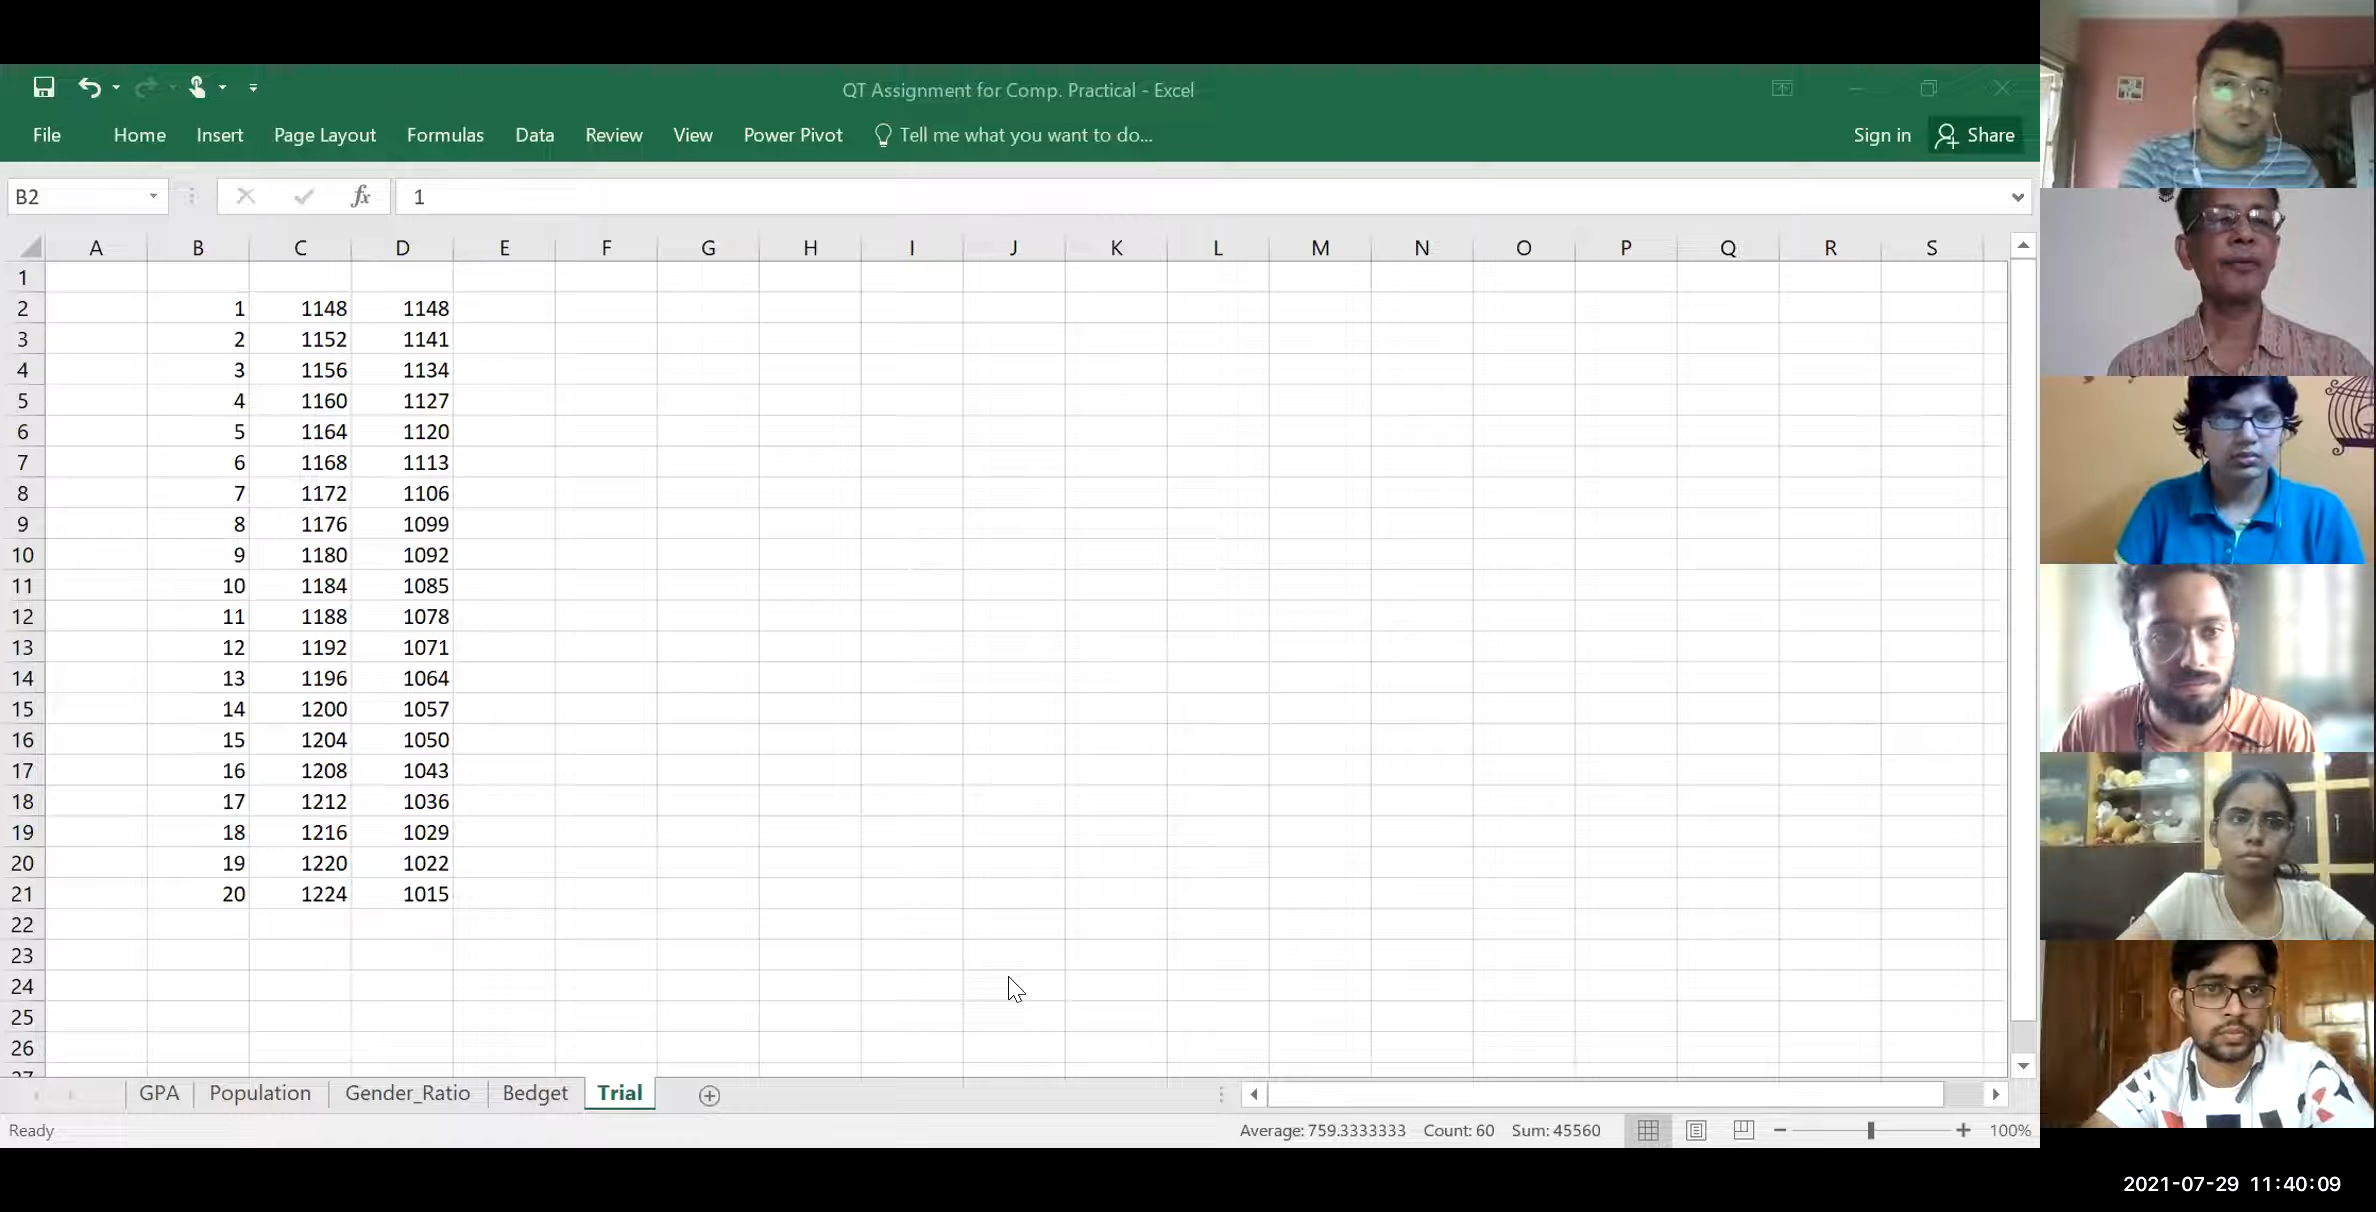 QT Assignment for Comp. Practical - Excel
File Home Insert Page Layout Formulas Data Review View Power Pivot Tell me what you want to do... Sign in Share
B2 fx 1
A B C D E F G H I J K L M N O P Q R S
1
2 1 1148 1148
3 2 1152 1141
4 3 1156 1134
5 4 1160 1127
6 5 1164 1120
7 6 1168 1113
8 7 1172 1106
9 8 1176 1099
10 9 1180 1092
11 10 1184 1085
12 11 1188 1078
13 12 1192 1071
14 13 1196 1064
15 14 1200 1057
16 15 1204 1050
17 16 1208 1043
18 17 1212 1036
19 18 1216 1029
20 19 1220 1022
21 20 1224 1015
22
23
24
25
26
27
GPA Population Gender_Ratio Bedget Trial
Ready Average: 759.3333333 Count: 60 Sum: 45560 100%
2021-07-29 11:40:09